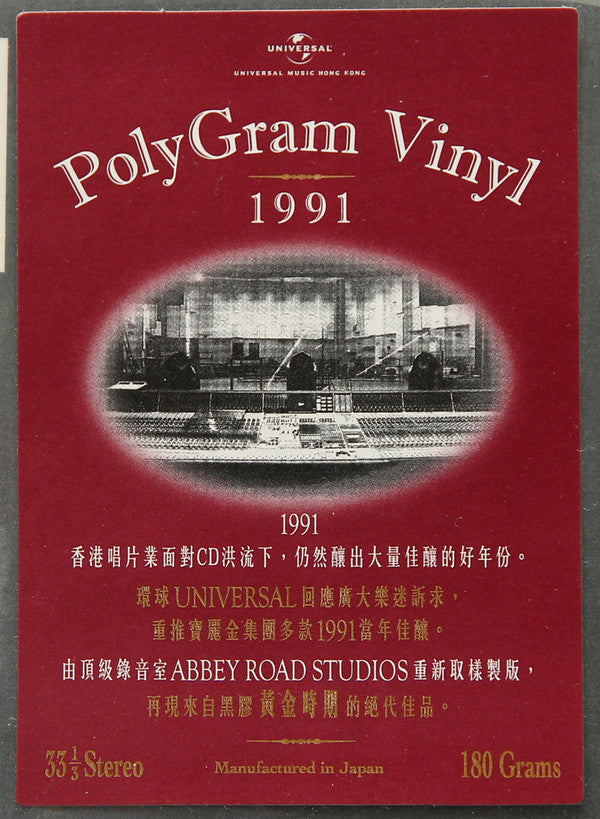 UNIVERSAL
UNIVERSAL MUSIC HONG KONG
PolyGram Vinyl
1991
1991
香港唱片業面對CD洪流下，仍然釀出大量佳釀的好年份。
環球UNIVERSAL回應廣大樂迷訴求，
重推寶麗金集團多款1991當年佳釀。
由頂級錄音室ABBEY ROAD STUDIOS重新取樣製版，
再現來自黑膠黃金時期的絕代佳品。
33⅓ Stereo
Manufactured in Japan
180 Grams